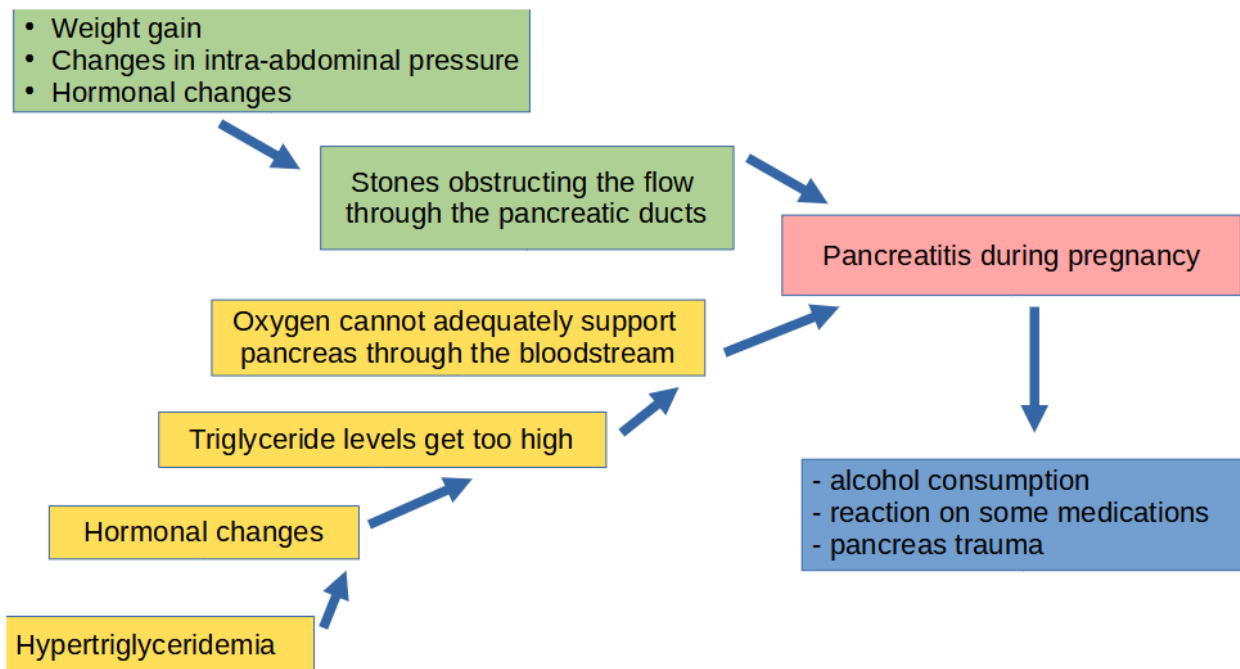 • Weight gain
• Changes in intra-abdominal pressure
• Hormonal changes
Stones obstructing the flow
through the pancreatic ducts
Pancreatitis during pregnancy
Oxygen cannot adequately support
pancreas through the bloodstream
Triglyceride levels get too high
Hormonal changes
Hypertriglyceridemia
- alcohol consumption
- reaction on some medications
- pancreas trauma